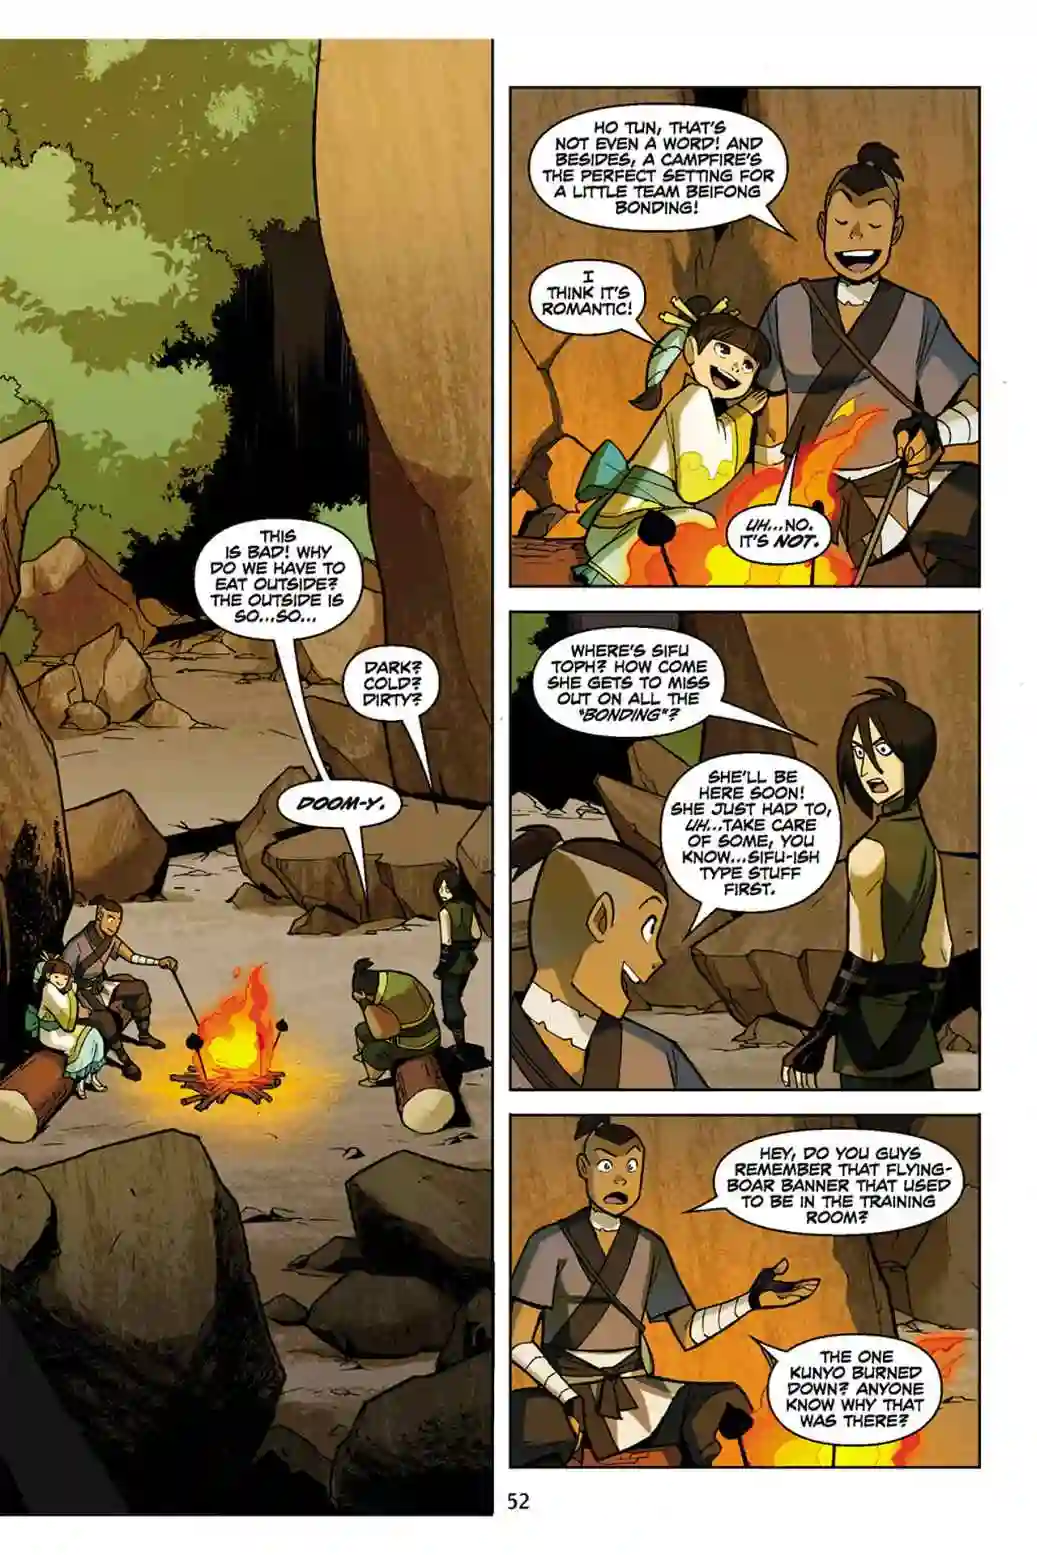 THIS
IS BAD! WHY
DO WE HAVE TO
EAT OUTSIDE?
THE OUTSIDE IS
SO...SO...
DARK?
COLD?
DIRTY?
DOOM-Y.
HO TUN, THAT'S
NOT EVEN A WORD! AND
BESIDES, A CAMPFIRE'S
THE PERFECT SETTING FOR
A LITTLE TEAM BEIFONG
BONDING!
I
THINK IT'S
ROMANTIC!
UH...NO.
IT'S NOT.
WHERE'S SIFU
TOPH? HOW COME
SHE GETS TO MISS
OUT ON ALL THE
"BONDING"?
SHE'LL BE
HERE SOON!
SHE JUST HAD TO,
UH...TAKE CARE
OF SOME, YOU
KNOW...SIFU-ISH
TYPE STUFF
FIRST.
HEY, DO YOU GUYS
REMEMBER THAT FLYING-
BOAR BANNER THAT USED
TO BE IN THE TRAINING
ROOM?
THE ONE
KUNYO BURNED
DOWN? ANYONE
KNOW WHY THAT
WAS THERE?
52